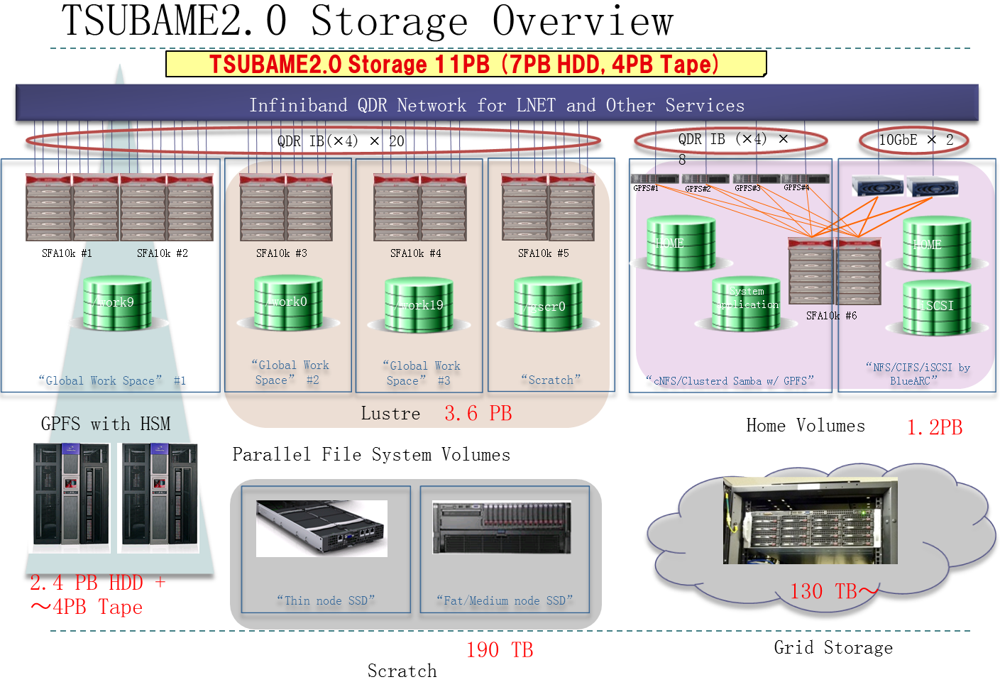 TSUBAME2.0 Storage Overview
TSUBAME2.0 Storage 11PB (7PB HDD, 4PB Tape)
Infiniband QDR Network for LNET and Other Services
QDR IB(×4) × 20
QDR IB (×4) ×
8
10GbE × 2
GPFS#1
GPFS#2
GPFS#3
GPFS#4
SFA10k #1
SFA10k #2
SFA10k #3
SFA10k #4
SFA10k #5
SFA10k #6
/work9
/work0
/work19
/gscr0
HOME
System
application
HOME
iSCSI
“Global Work Space” #1
“Global Work
Space” #2
“Global Work
Space” #3
“Scratch”
“cNFS/Clusterd Samba w/ GPFS”
“NFS/CIFS/iSCSI by
BlueARC”
Lustre
3.6 PB
GPFS with HSM
Home Volumes
1.2PB
Parallel File System Volumes
2.4 PB HDD +
～4PB Tape
“Thin node SSD”
“Fat/Medium node SSD”
130 TB～
190 TB
Scratch
Grid Storage